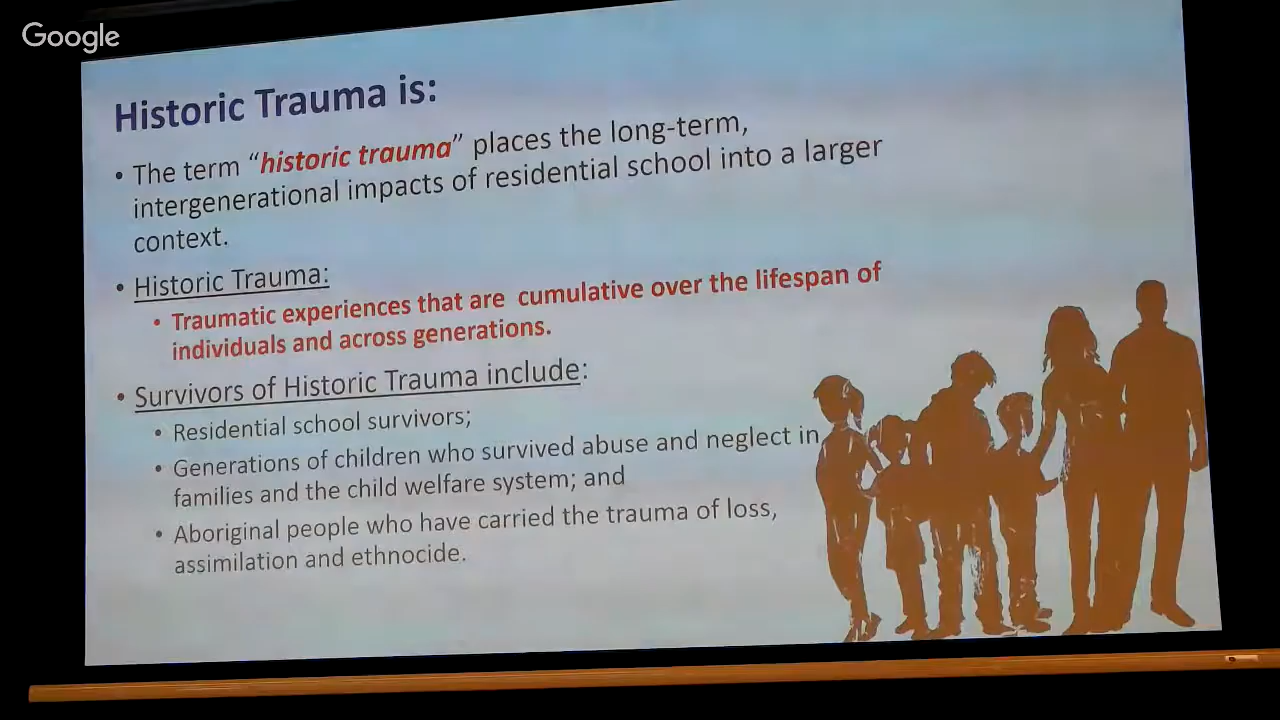 Google
Historic Trauma is:
• The term “historic trauma” places the long-term,
intergenerational impacts of residential school into a larger
context.
• Historic Trauma:
• Traumatic experiences that are cumulative over the lifespan of
individuals and across generations.
• Survivors of Historic Trauma include:
• Residential school survivors;
• Generations of children who survived abuse and neglect in
families and the child welfare system; and
• Aboriginal people who have carried the trauma of loss,
assimilation and ethnocide.